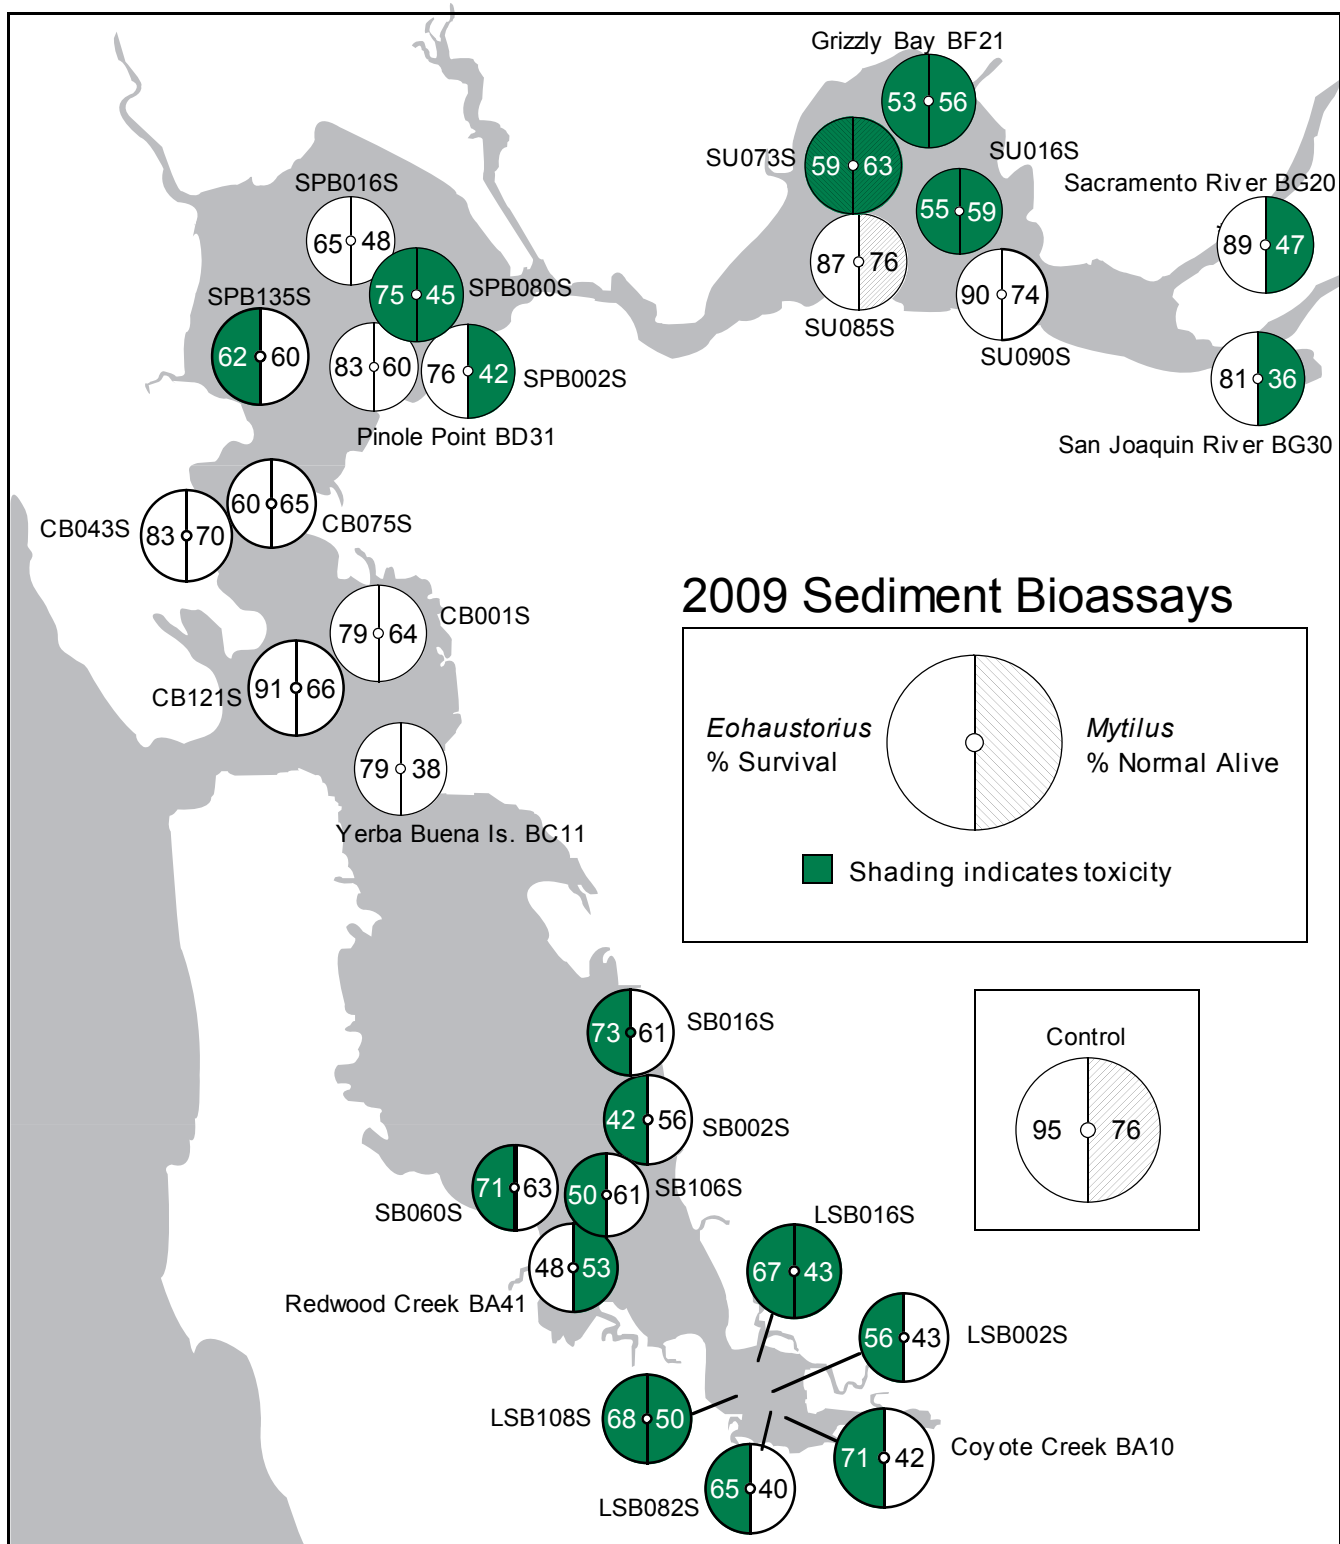 Grizzly Bay BF21
53 56
SU073S
59 63
SU016S
55 59
Sacramento River BG20
89 47
SPB016S
65 48
SPB080S
75 45
SPB135S
62 60
83 60
Pinole Point BD31
76 42
SPB002S
87 76
SU085S
90 74
SU090S
81 36
San Joaquin River BG30
CB043S
83 70
60 65
CB075S
79 64
CB001S
CB121S
91 66
79 38
Yerba Buena Is. BC11
2009 Sediment Bioassays
Eohaustorius
% Survival
Mytilus
% Normal Alive
Shading indicates toxicity
Control
95 76
73 61
SB016S
42 56
SB002S
71 63
SB060S
50 61
SB106S
48 53
Redwood Creek BA41
LSB016S
67 43
56 43
LSB002S
LSB108S
68 50
71 42
Coyote Creek BA10
65 40
LSB082S